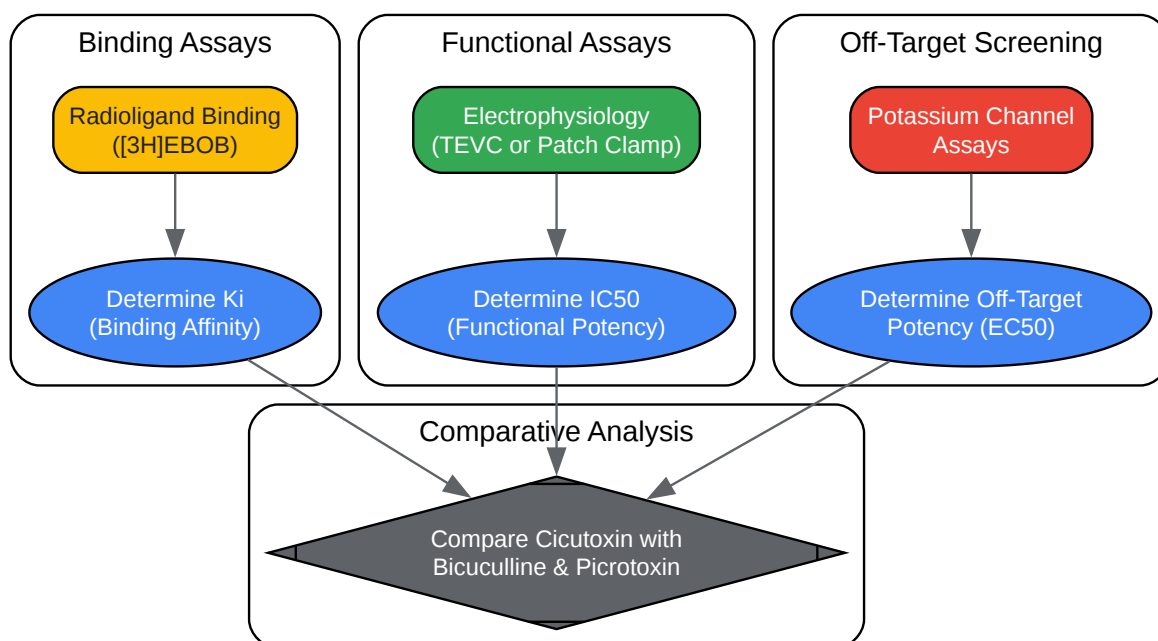 Binding Assays
Radioligand Binding
([3H]EBOB)
Determine Ki
(Binding Affinity)
Functional Assays
Electrophysiology
(TEVC or Patch Clamp)
Determine IC50
(Functional Potency)
Off-Target Screening
Potassium Channel
Assays
Determine Off-Target
Potency (EC50)
Comparative Analysis
Compare Cicutoxin with
Bicuculline & Picrotoxin